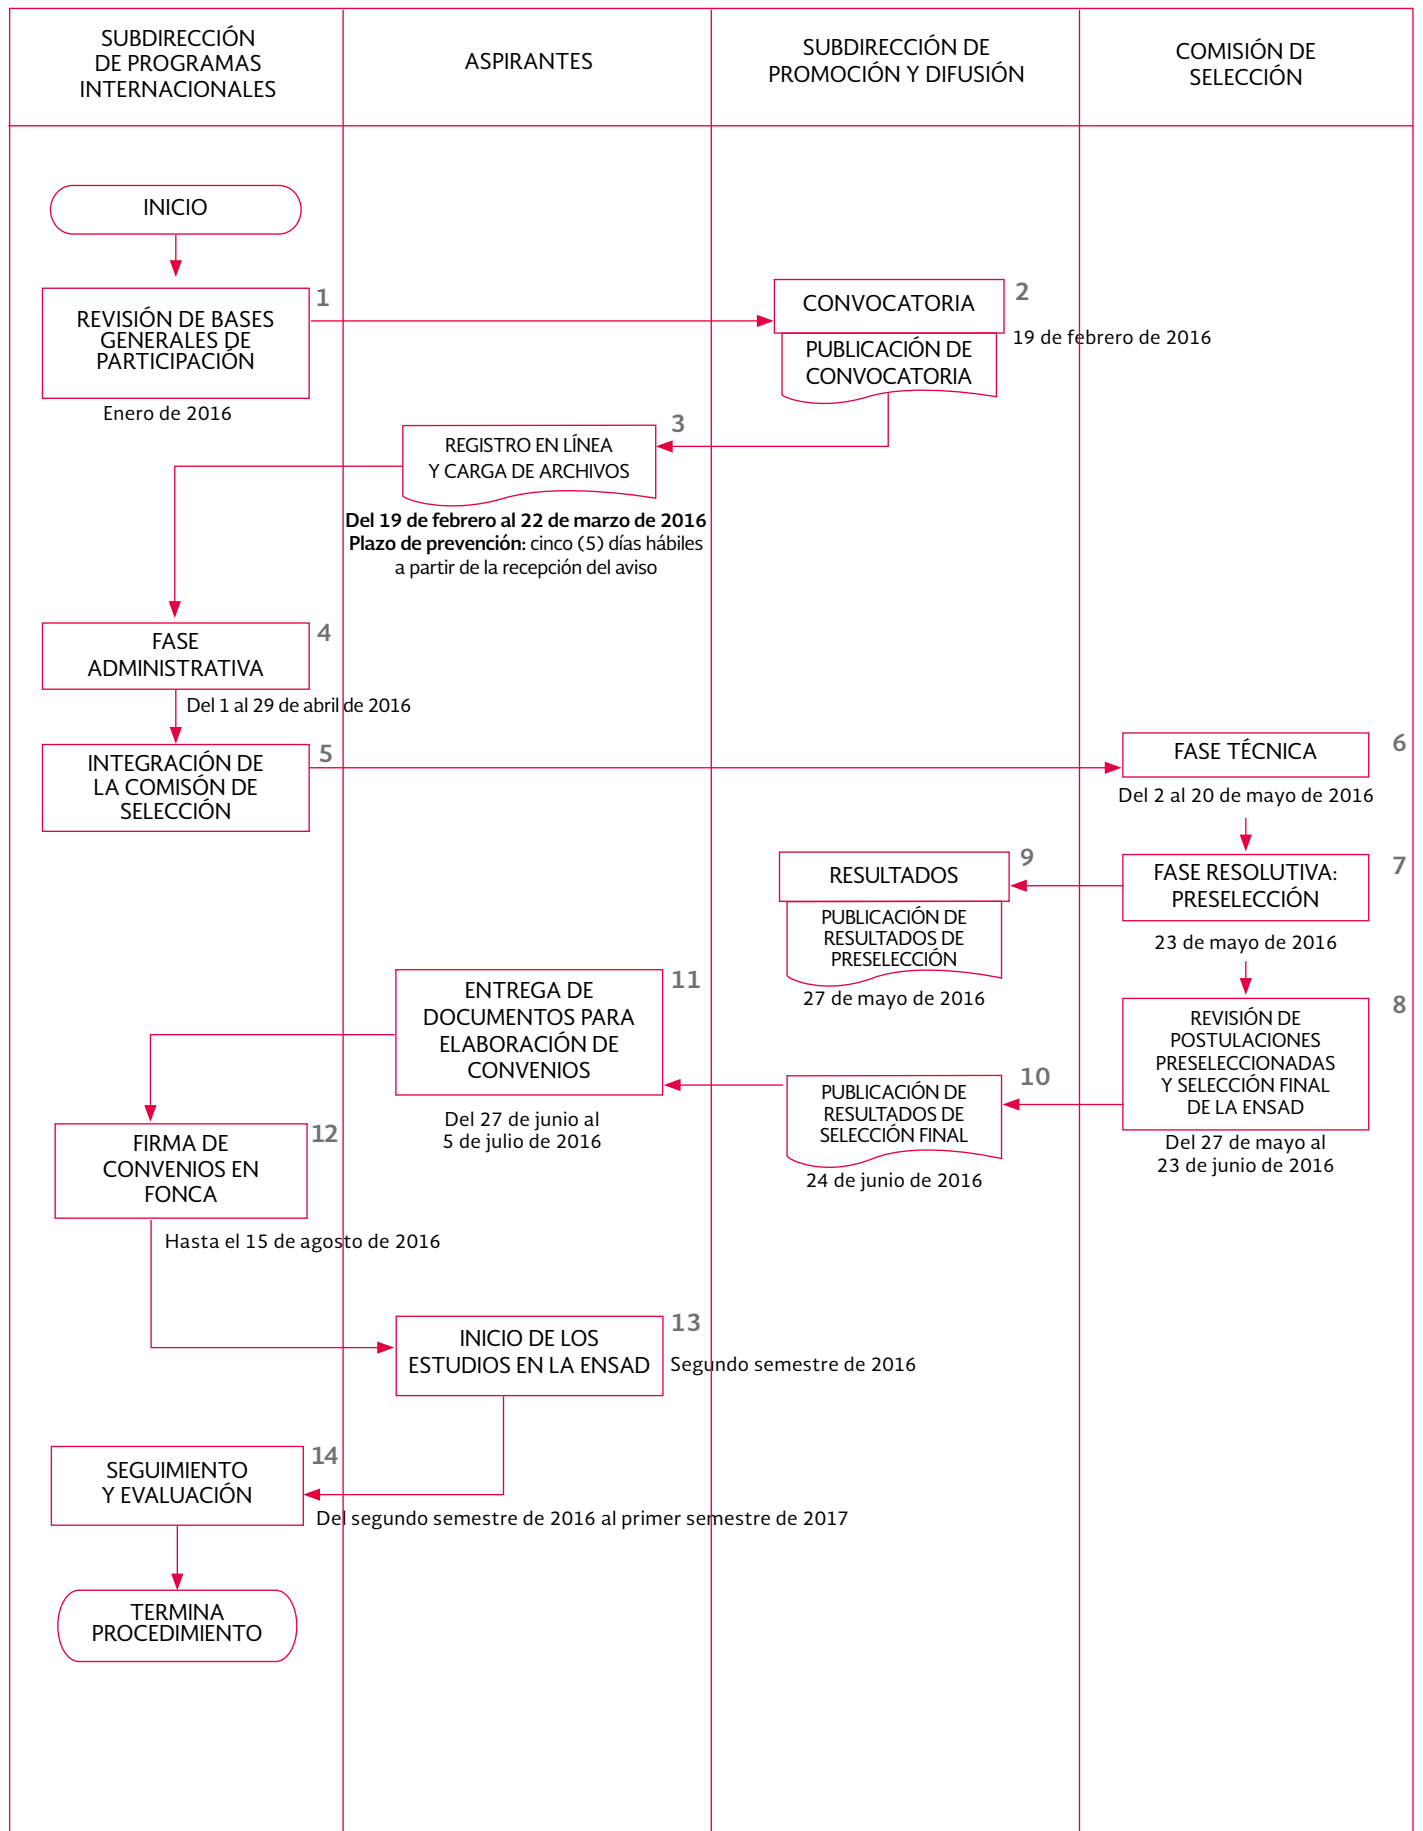 SUBDIRECCIÓN
DE PROGRAMAS
INTERNACIONALES
ASPIRANTES
SUBDIRECCIÓN DE
PROMOCIÓN Y DIFUSIÓN
COMISIÓN DE
SELECCIÓN
INICIO
1
REVISIÓN DE BASES
GENERALES DE
PARTICIPACIÓN
Enero de 2016
2
CONVOCATORIA
19 de febrero de 2016
PUBLICACIÓN DE
CONVOCATORIA
3
REGISTRO EN LÍNEA
Y CARGA DE ARCHIVOS
Del 19 de febrero al 22 de marzo de 2016
Plazo de prevención: cinco (5) días hábiles
a partir de la recepción del aviso
4
FASE
ADMINISTRATIVA
Del 1 al 29 de abril de 2016
5
INTEGRACIÓN DE
LA COMISÓN DE
SELECCIÓN
6
FASE TÉCNICA
Del 2 al 20 de mayo de 2016
7
FASE RESOLUTIVA:
PRESELECCIÓN
23 de mayo de 2016
8
REVISIÓN DE
POSTULACIONES
PRESELECCIONADAS
Y SELECCIÓN FINAL
DE LA ENSAD
Del 27 de mayo al
23 de junio de 2016
9
RESULTADOS
PUBLICACIÓN DE
RESULTADOS DE
PRESELECCIÓN
27 de mayo de 2016
10
PUBLICACIÓN DE
RESULTADOS DE
SELECCIÓN FINAL
24 de junio de 2016
11
ENTREGA DE
DOCUMENTOS PARA
ELABORACIÓN DE
CONVENIOS
Del 27 de junio al
5 de julio de 2016
12
FIRMA DE
CONVENIOS EN
FONCA
Hasta el 15 de agosto de 2016
13
INICIO DE LOS
ESTUDIOS EN LA ENSAD
Segundo semestre de 2016
14
SEGUIMIENTO
Y EVALUACIÓN
Del segundo semestre de 2016 al primer semestre de 2017
TERMINA
PROCEDIMIENTO